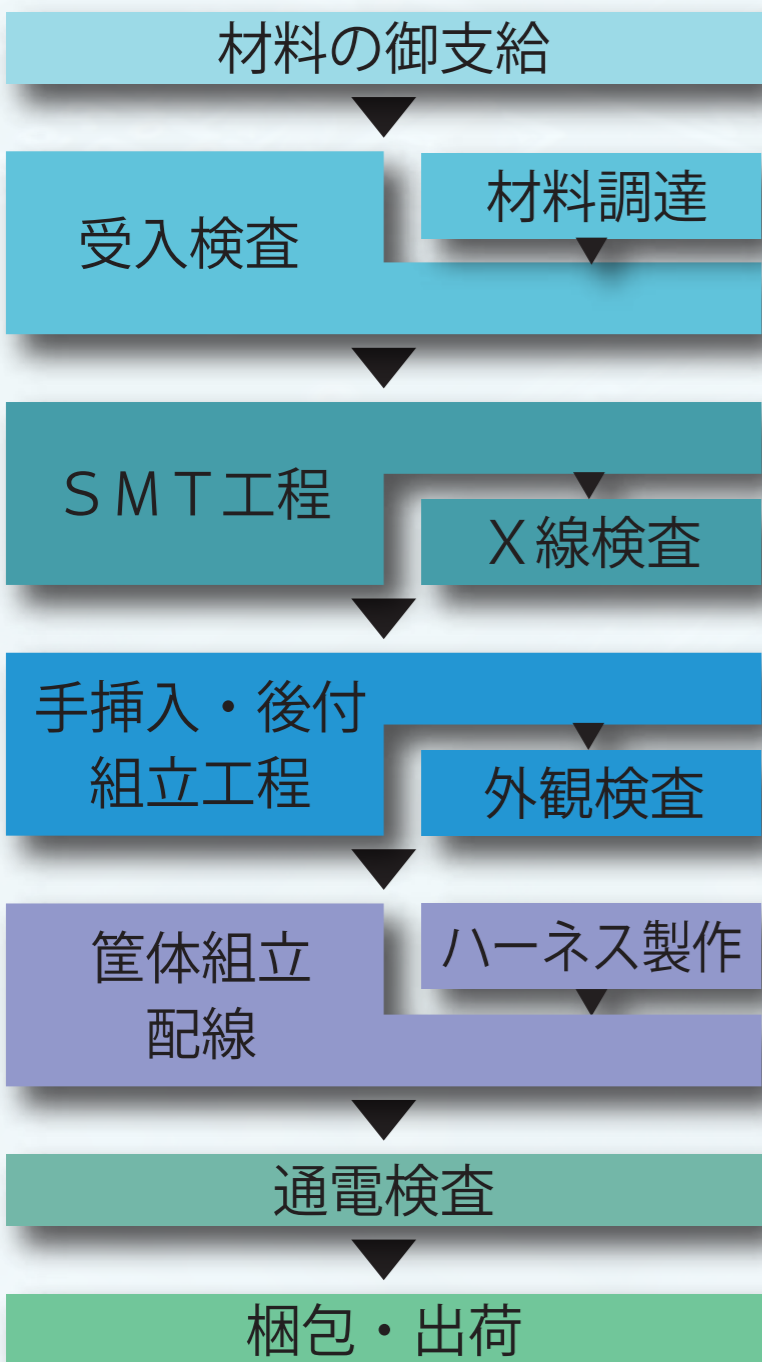 材料の御支給
受入検査
材料調達
ＳＭＴ工程
Ｘ線検査
手挿入・後付
組立工程
外観検査
筐体組立
配線
ハーネス製作
通電検査
梱包・出荷